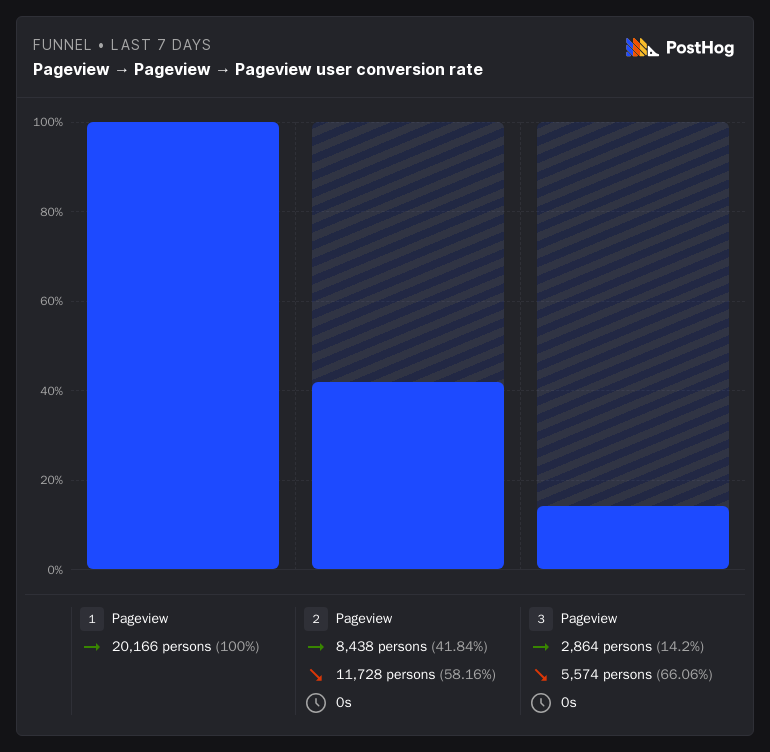 FUNNEL • LAST 7 DAYS
PostHog
Pageview → Pageview → Pageview user conversion rate
100%
80%
60%
40%
20%
0%
1 Pageview
→ 20,166 persons (100%)
2 Pageview
→ 8,438 persons (41.84%)
↘ 11,728 persons (58.16%)
0s
3 Pageview
→ 2,864 persons (14.2%)
↘ 5,574 persons (66.06%)
0s